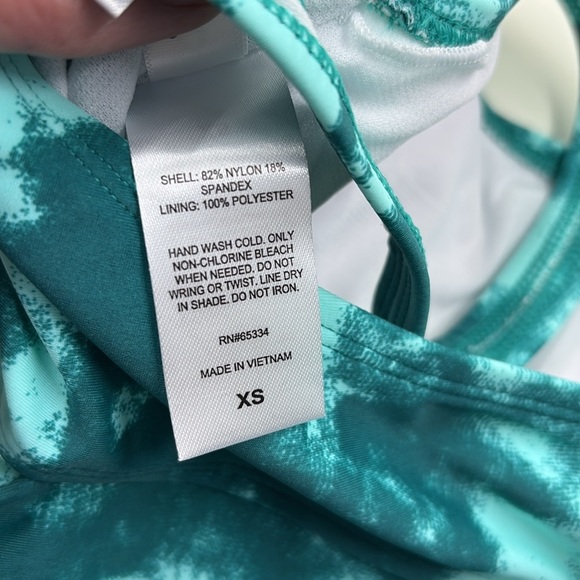 SHELL: 82% NYLON 18%
SPANDEX
LINING: 100% POLYESTER
HAND WASH COLD. ONLY
NON-CHLORINE BLEACH
WHEN NEEDED. DO NOT
WRING OR TWIST. LINE DRY
IN SHADE. DO NOT IRON.
RN#65334
MADE IN VIETNAM
XS